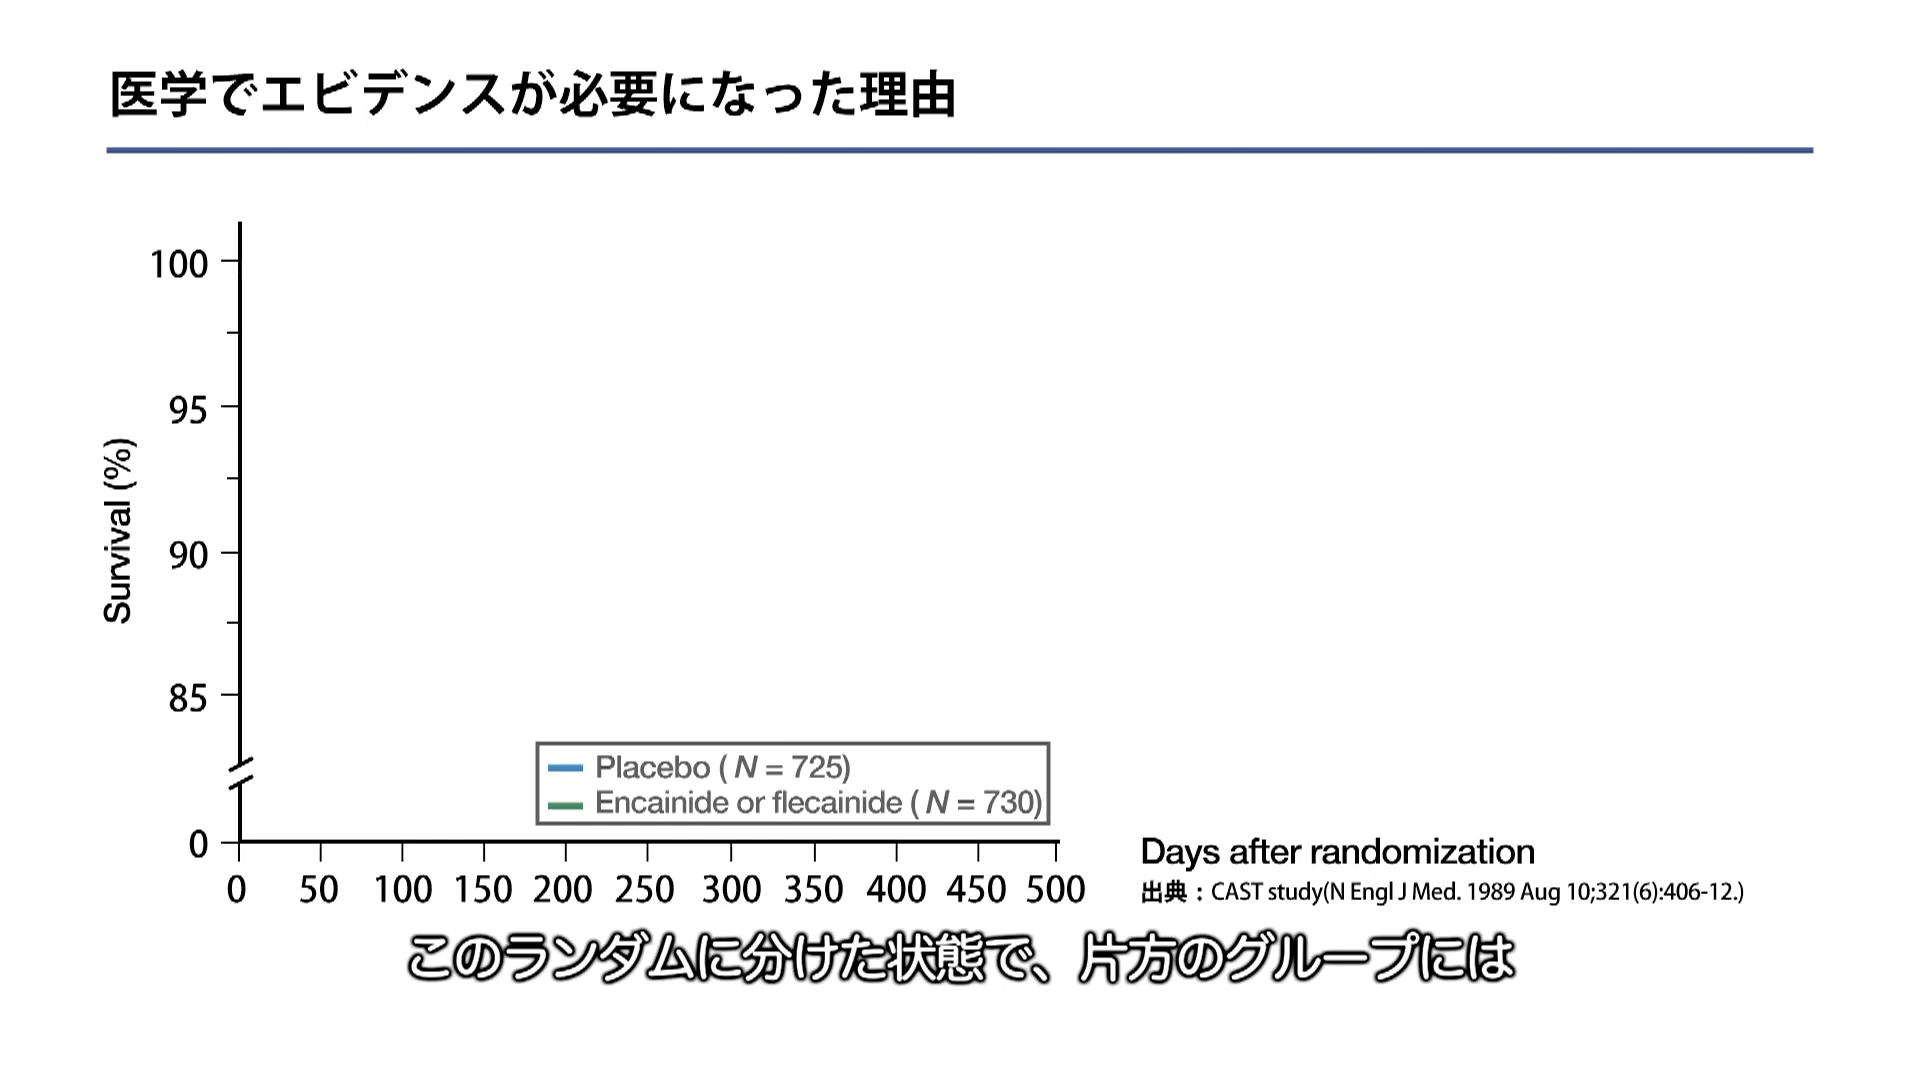 医学でエビデンスが必要になった理由
Survival (%)
100
95
90
85
0
Placebo ( N = 725)
Encainide or flecainide ( N = 730)
0 50 100 150 200 250 300 350 400 450 500
Days after randomization
出典：CAST study(N Engl J Med. 1989 Aug 10;321(6):406-12.)
このランダムに分けた状態で、片方のグループには